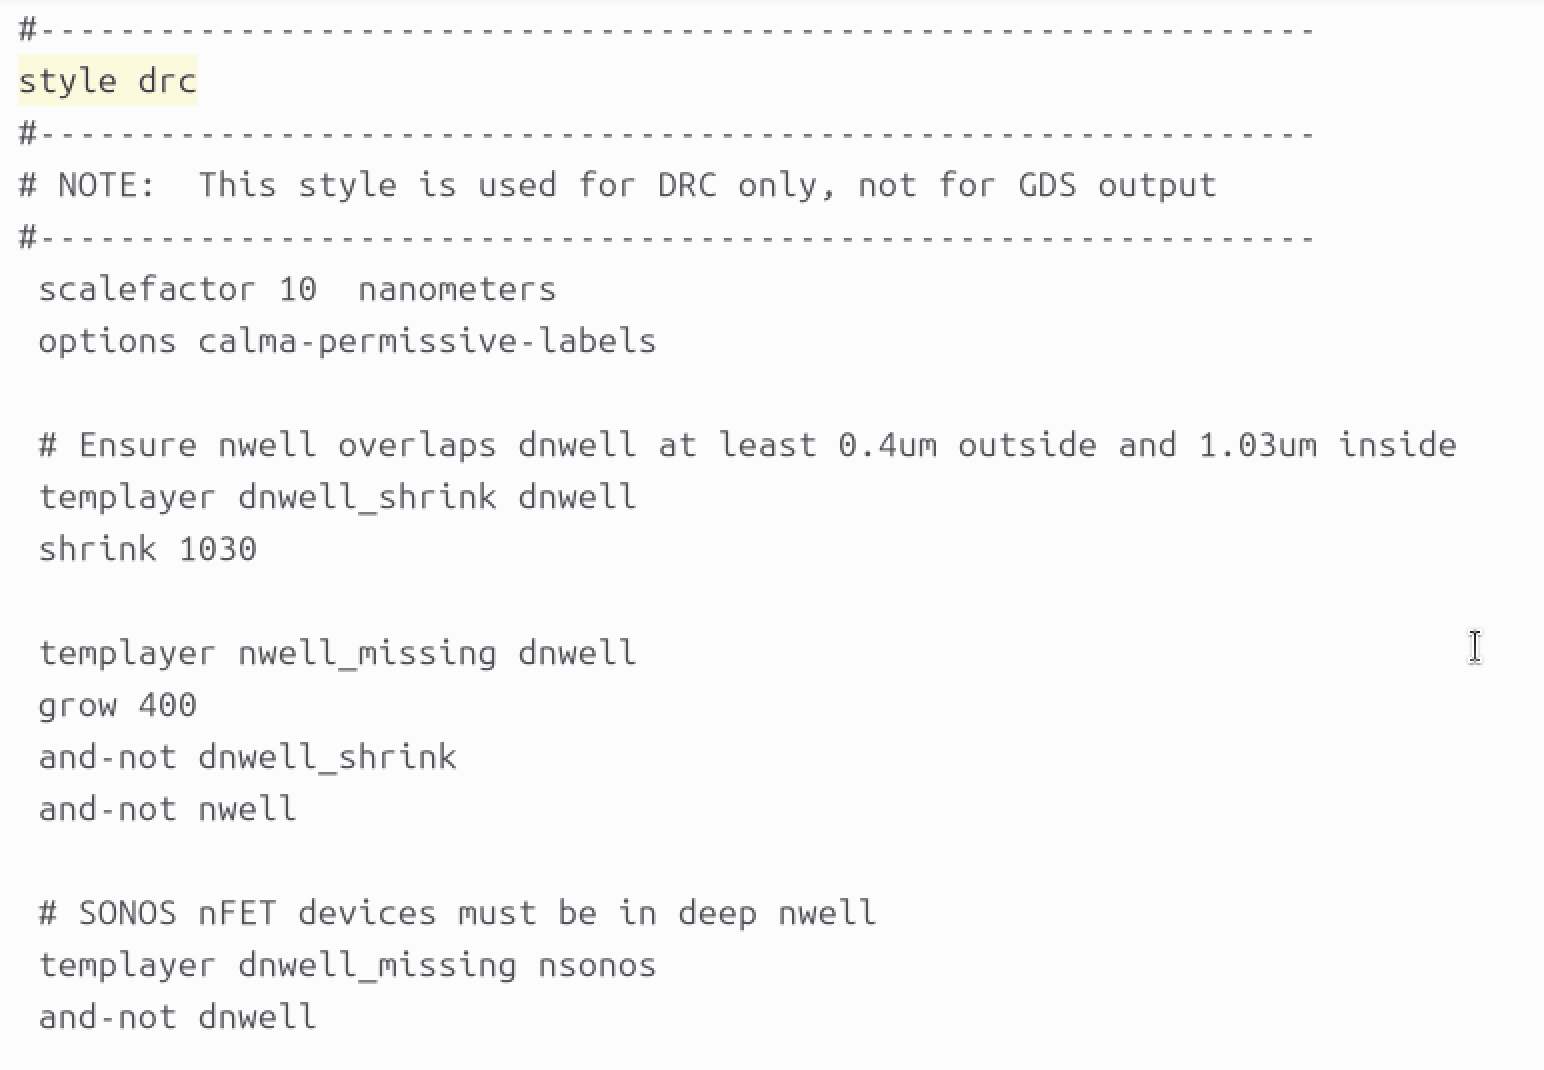 #----------------------------------------------------------------
style drc
#----------------------------------------------------------------
# NOTE:  This style is used for DRC only, not for GDS output
#----------------------------------------------------------------
 scalefactor 10  nanometers
 options calma-permissive-labels

 # Ensure nwell overlaps dnwell at least 0.4um outside and 1.03um inside
 templayer dnwell_shrink dnwell
 shrink 1030

 templayer nwell_missing dnwell
 grow 400
 and-not dnwell_shrink
 and-not nwell

 # SONOS nFET devices must be in deep nwell
 templayer dnwell_missing nsonos
 and-not dnwell